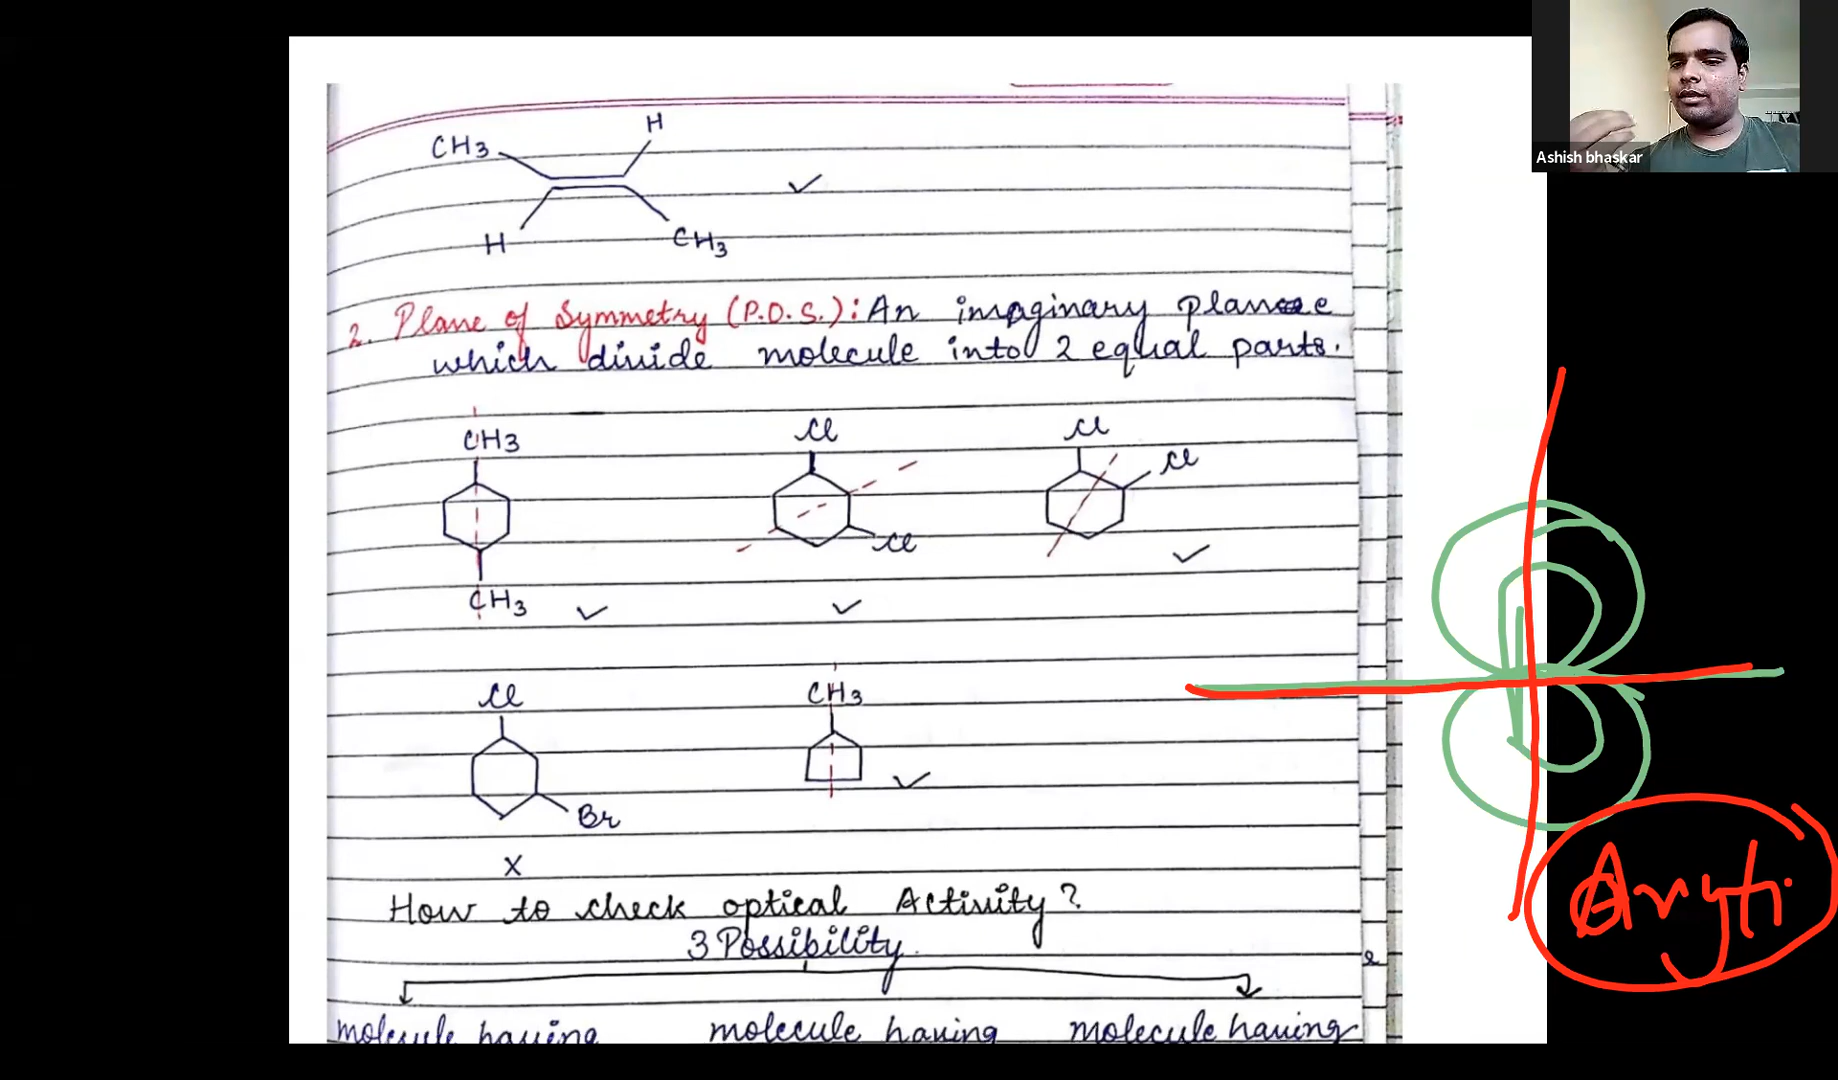 Ashish bhaskar
CH3
H
H
CH3
2. Plane of Symmetry (P.O.S.): An imaginary plane
which divide molecule into 2 equal parts.
CH3
Cl
Cl
Cl
Cl
CH3
Cl
CH3
Br
X
How to check optical Activity?
3 Possibility.
molecule having molecule having molecule having